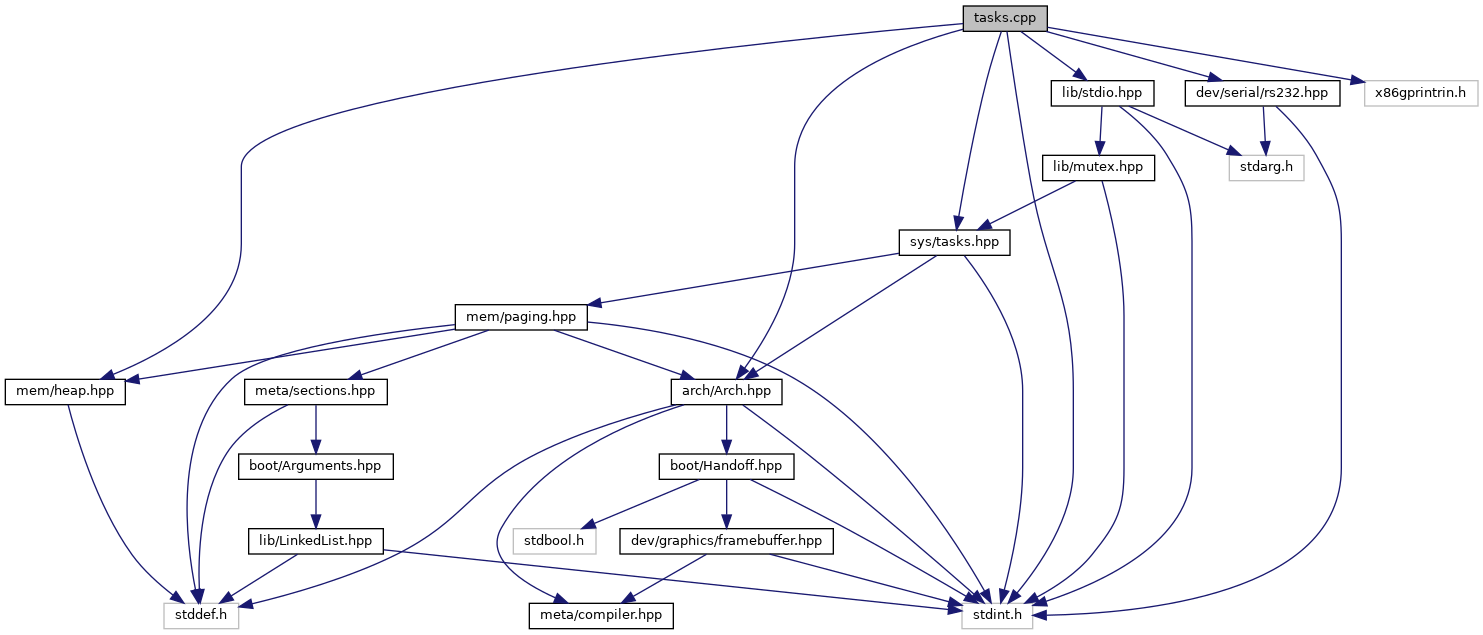 tasks.cpp
lib/stdio.hpp
dev/serial/rs232.hpp
x86gprintrin.h
lib/mutex.hpp
stdarg.h
sys/tasks.hpp
mem/paging.hpp
mem/heap.hpp
meta/sections.hpp
arch/Arch.hpp
boot/Arguments.hpp
boot/Handoff.hpp
lib/LinkedList.hpp
stdbool.h
dev/graphics/framebuffer.hpp
stddef.h
meta/compiler.hpp
stdint.h